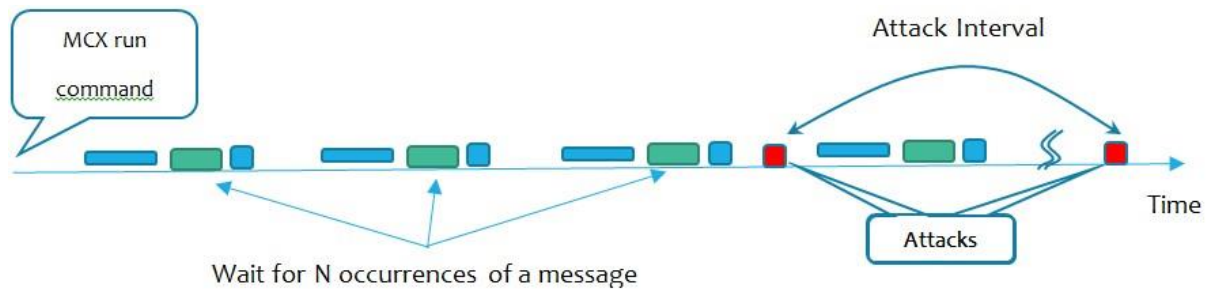 MCX run
command
Attack Interval
Time
Attacks
Wait for N occurrences of a message